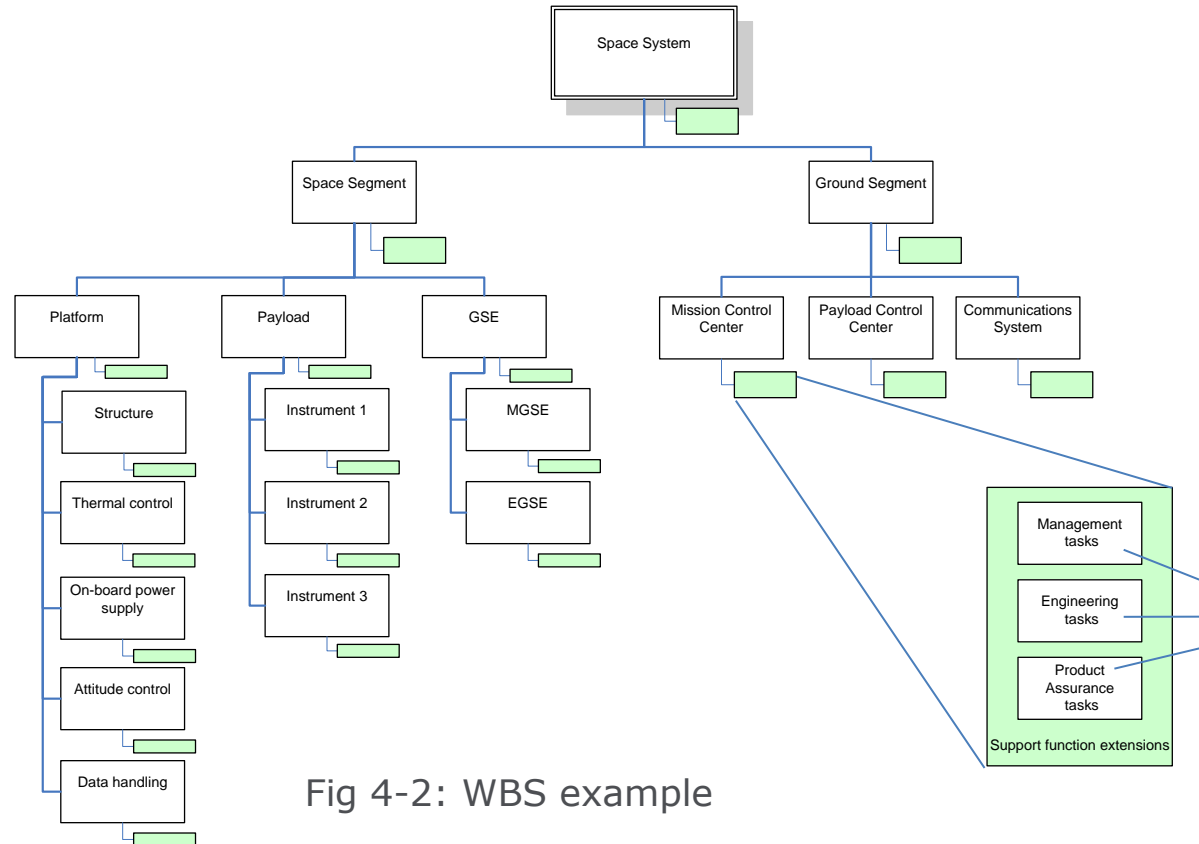 Space System
Space Segment
Ground Segment
Platform
Payload
GSE
Mission Control
Center
Payload Control
Center
Communications
System
Structure
Instrument 1
MGSE
Thermal control
Instrument 2
EGSE
On-board power
supply
Instrument 3
Attitude control
Data handling
Management
tasks
Engineering
tasks
Product
Assurance
tasks
Support function extensions
Fig 4-2: WBS example